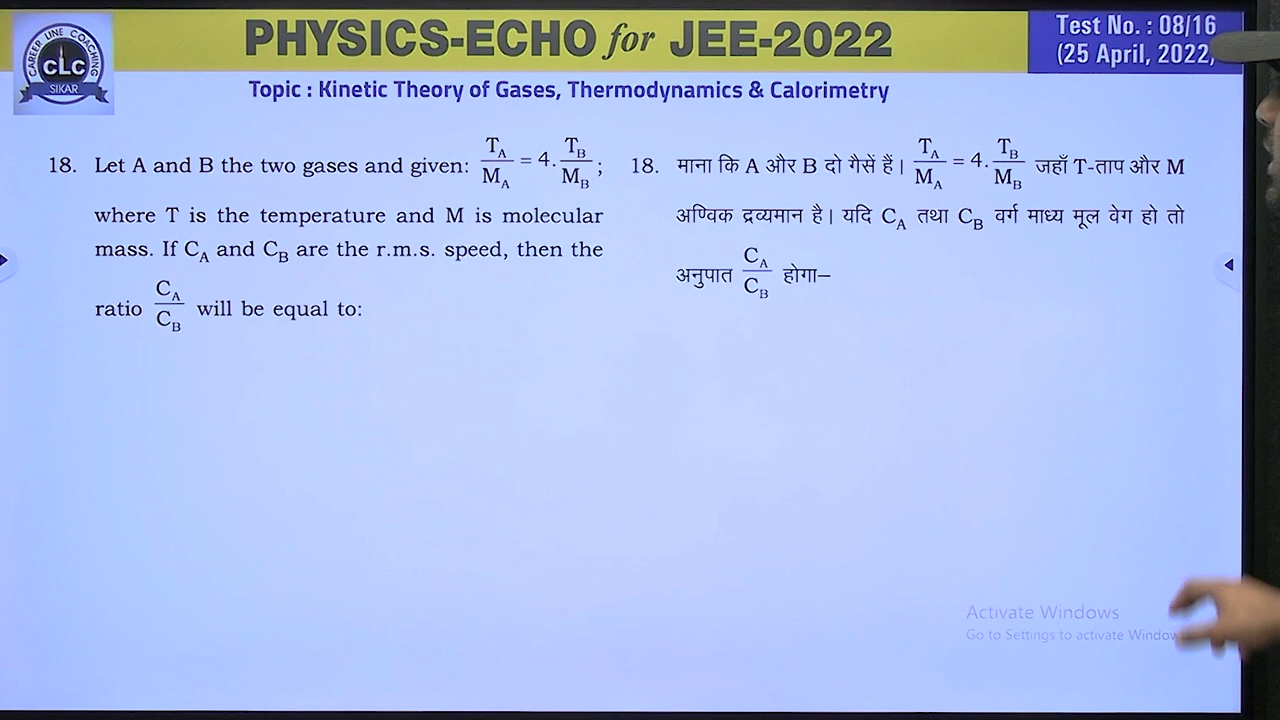 CAREER LINE COACHING
CLC
SIKAR
PHYSICS-ECHO for JEE-2022
Test No. : 08/16
(25 April, 2022)
Topic : Kinetic Theory of Gases, Thermodynamics & Calorimetry
18. Let A and B the two gases and given: T_A/M_A = 4. T_B/M_B ;
where T is the temperature and M is molecular
mass. If C_A and C_B are the r.m.s. speed, then the
ratio C_A/C_B will be equal to:
18. माना कि A और B दो गैसें हैं। T_A/M_A = 4. T_B/M_B जहाँ T-ताप और M
अण्विक द्रव्यमान है। यदि C_A तथा C_B वर्ग माध्य मूल वेग हो तो
अनुपात C_A/C_B होगा–
Activate Windows
Go to Settings to activate Window